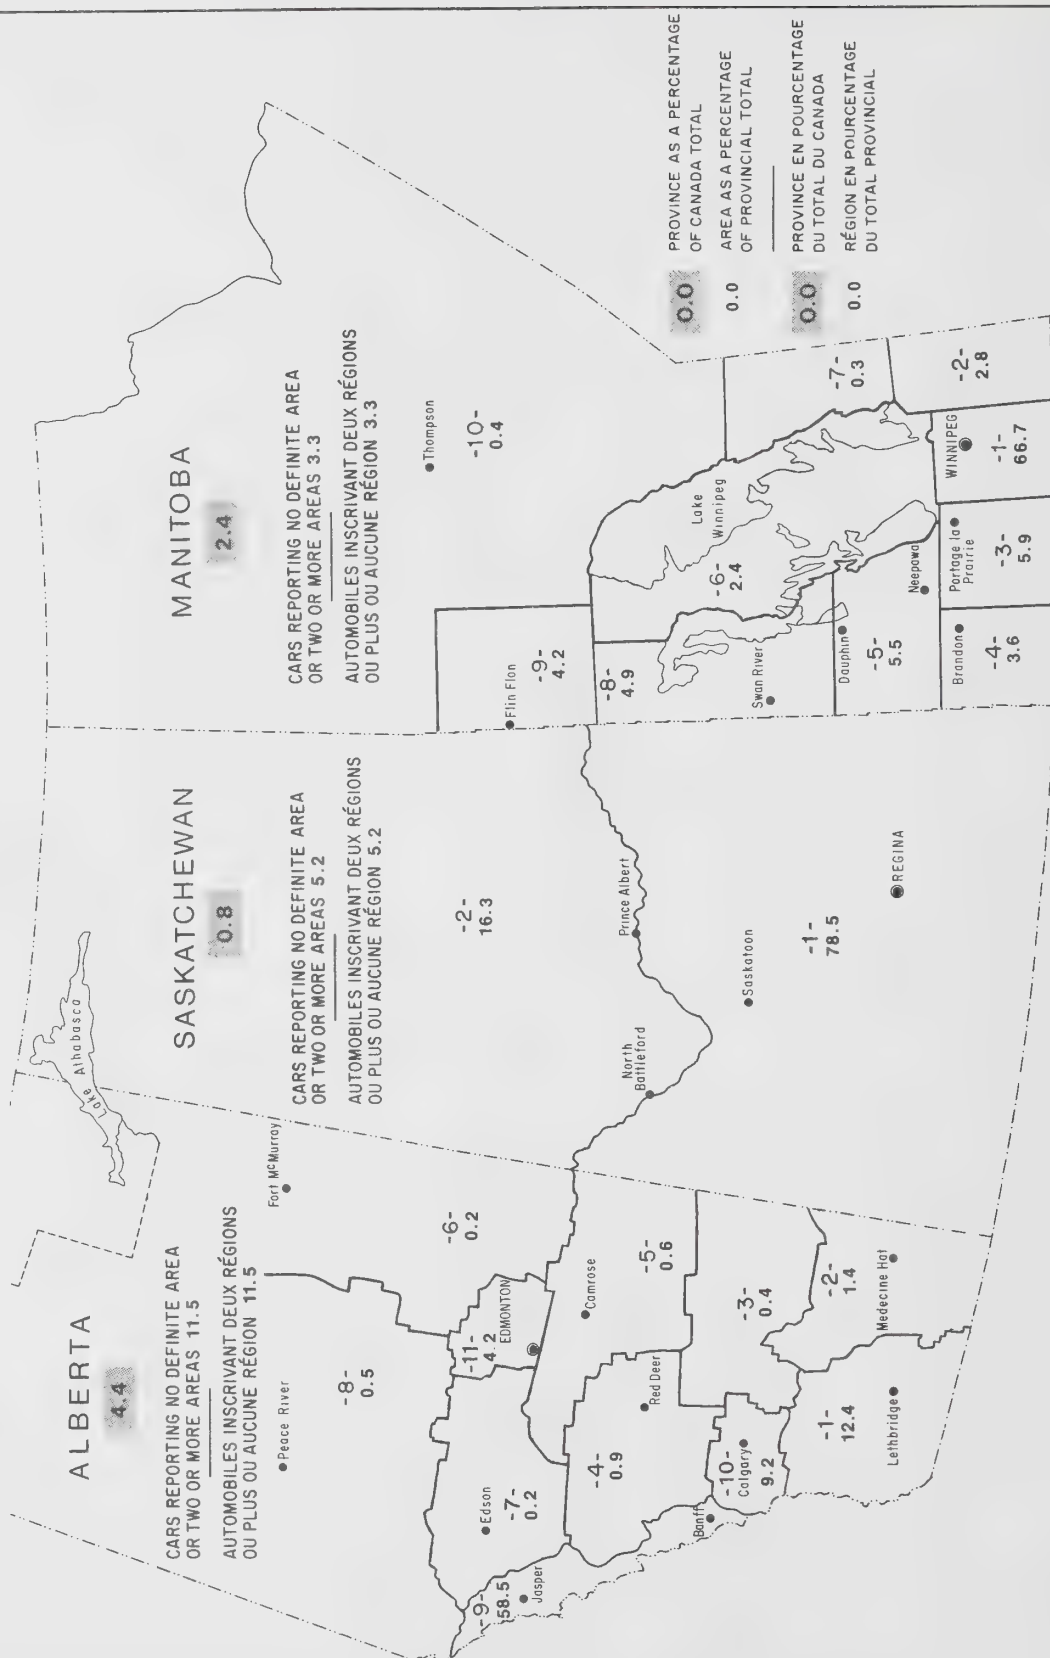 ALBERTA
4.4
CARS REPORTING NO DEFINITE AREA
OR TWO OR MORE AREAS 11.5
AUTOMOBILES INSCRIVANT DEUX RÉGIONS
OU PLUS OU AUCUNE RÉGION 11.5
Peace River
-8-
0.5
Fort McMurray
-6-
0.2
-11-
4.2
EDMONTON
Edson
-7-
0.2
-9-
58.5
Jasper
Camrose
-5-
0.6
-4-
0.9
Red Deer
Banff
-10-
Calgary
9.2
-3-
0.4
-2-
1.4
Medecine Hat
-1-
12.4
Lethbridge
Lake Athabasca
SASKATCHEWAN
0.8
CARS REPORTING NO DEFINITE AREA
OR TWO OR MORE AREAS 5.2
AUTOMOBILES INSCRIVANT DEUX RÉGIONS
OU PLUS OU AUCUNE RÉGION 5.2
-2-
16.3
North
Battleford
Prince Albert
Saskatoon
-1-
78.5
REGINA
MANITOBA
2.4
CARS REPORTING NO DEFINITE AREA
OR TWO OR MORE AREAS 3.3
AUTOMOBILES INSCRIVANT DEUX RÉGIONS
OU PLUS OU AUCUNE RÉGION 3.3
Thompson
-10-
0.4
Flin Flon
-9-
4.2
-8-
4.9
Swan River
Lake
Winnipeg
-6-
2.4
-7-
0.3
Dauphin
-5-
5.5
Neepawa
Brandon
-4-
3.6
Portage la
Prairie
-3-
5.9
WINNIPEG
-1-
66.7
-2-
2.8
0.0 PROVINCE AS A PERCENTAGE
OF CANADA TOTAL
0.0 AREA AS A PERCENTAGE
OF PROVINCIAL TOTAL
0.0 PROVINCE EN POURCENTAGE
DU TOTAL DU CANADA
0.0 RÉGION EN POURCENTAGE
DU TOTAL PROVINCIAL